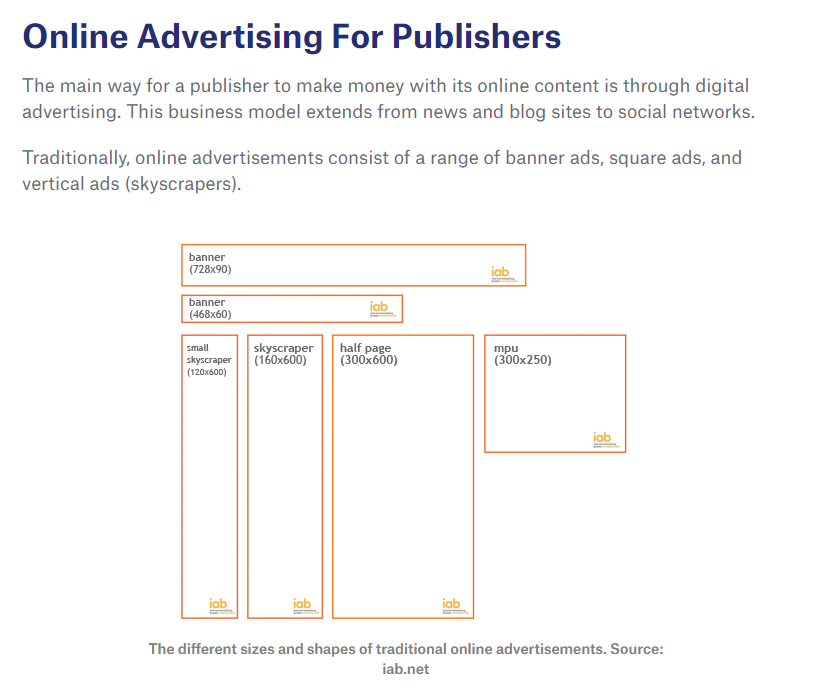 Online Advertising For Publishers
The main way for a publisher to make money with its online content is through digital
advertising. This business model extends from news and blog sites to social networks.
Traditionally, online advertisements consist of a range of banner ads, square ads, and
vertical ads (skyscrapers).
banner
(728x90)
iab
banner
(468x60)
iab
small
skyscraper
(120x600)
iab
skyscraper
(160x600)
iab
half page
(300x600)
iab
mpu
(300x250)
iab
The different sizes and shapes of traditional online advertisements. Source:
iab.net